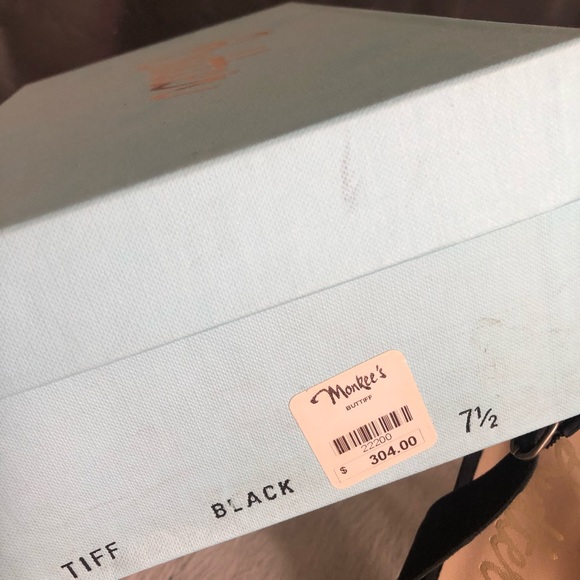 Monkee's
BUTTIFF
22200
$ 304.00
7½
BLACK
TIFF